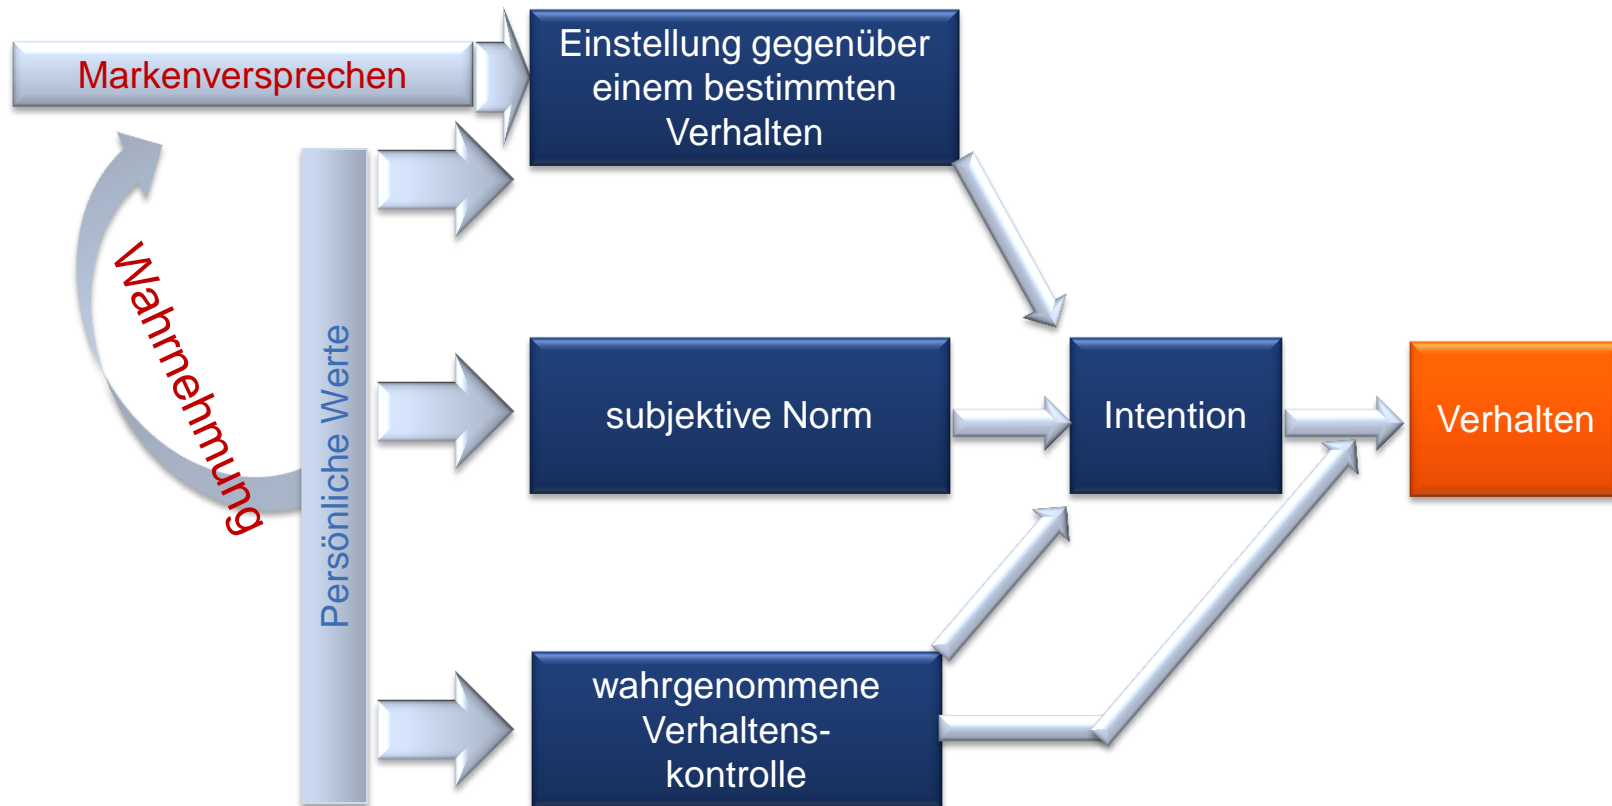 Markenversprechen
Einstellung gegenüber
einem bestimmten
Verhalten
Wahrnehmung
Persönliche Werte
subjektive Norm
Intention
Verhalten
wahrgenommene
Verhaltens-
kontrolle